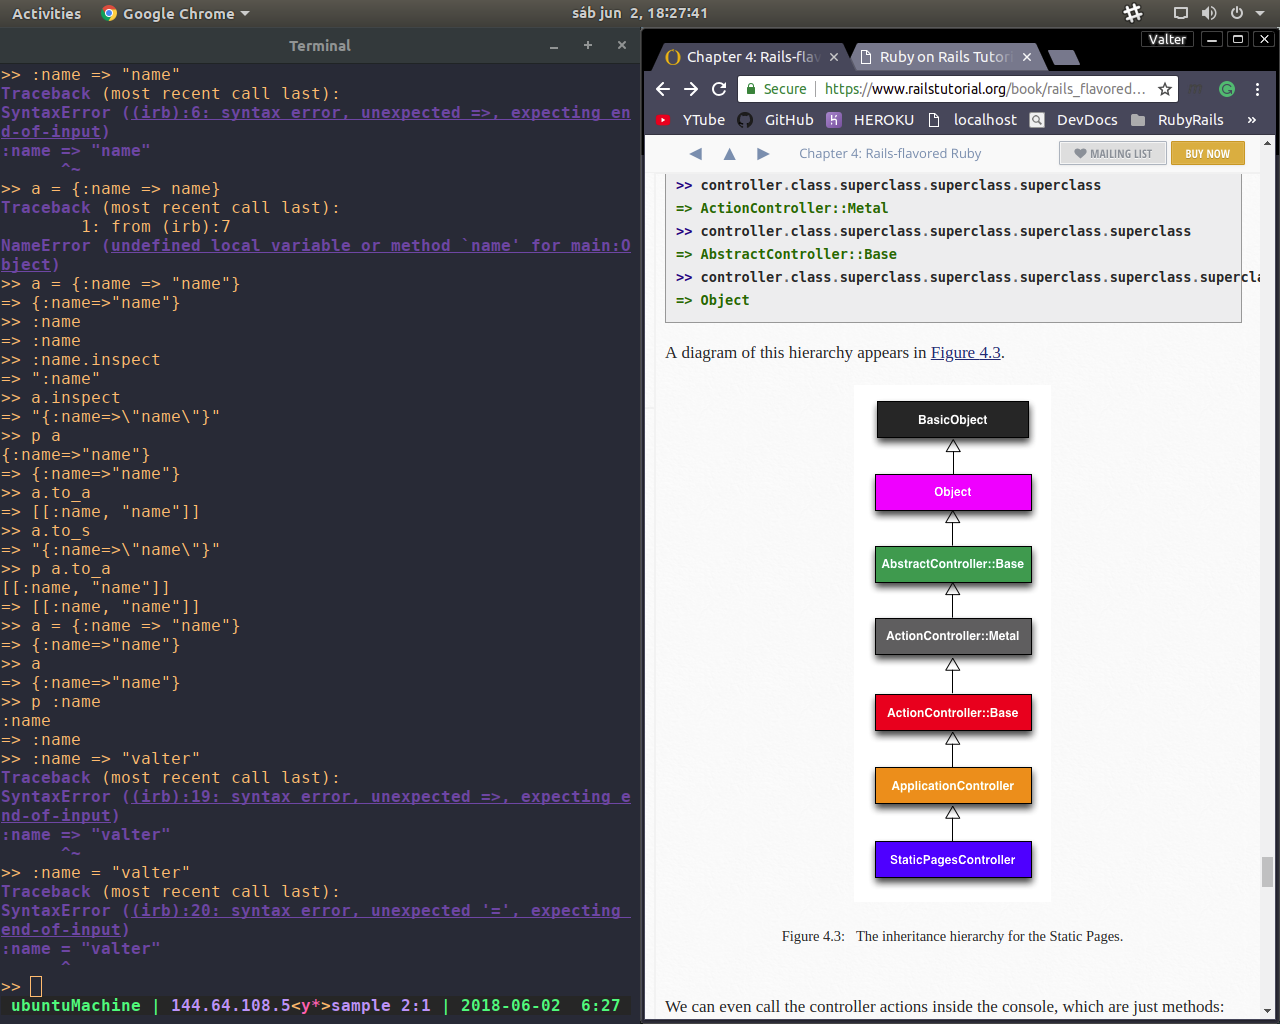 Activities Google Chrome sáb jun 2, 18:27:41
Terminal
>> :name => "name"
Traceback (most recent call last):
SyntaxError ((irb):6: syntax error, unexpected =>, expecting en
d-of-input)
:name => "name"
^~
>> a = {:name => name}
Traceback (most recent call last):
1: from (irb):7
NameError (undefined local variable or method `name' for main:O
bject)
>> a = {:name => "name"}
=> {:name=>"name"}
>> :name
=> :name
>> :name.inspect
=> ":name"
>> a.inspect
=> "{:name=>\"name\"}"
>> p a
{:name=>"name"}
=> {:name=>"name"}
>> a.to_a
=> [[:name, "name"]]
>> a.to_s
=> "{:name=>\"name\"}"
>> p a.to_a
[[:name, "name"]]
=> [[:name, "name"]]
>> a = {:name => "name"}
=> {:name=>"name"}
>> a
=> {:name=>"name"}
>> p :name
:name
=> :name
>> :name => "valter"
Traceback (most recent call last):
SyntaxError ((irb):19: syntax error, unexpected =>, expecting e
nd-of-input)
:name => "valter"
^~
>> :name = "valter"
Traceback (most recent call last):
SyntaxError ((irb):20: syntax error, unexpected '=', expecting
end-of-input)
:name = "valter"
^
>>
ubuntuMachine | 144.64.108.5<y*>sample 2:1 | 2018-06-02 6:27
Valter
Chapter 4: Rails-flav Ruby on Rails Tutori
Secure https://www.railstutorial.org/book/rails_flavored...
YTube GitHub HEROKU localhost DevDocs RubyRails »
Chapter 4: Rails-flavored Ruby MAILING LIST BUY NOW
>> controller.class.superclass.superclass.superclass
=> ActionController::Metal
>> controller.class.superclass.superclass.superclass.superclass
=> AbstractController::Base
>> controller.class.superclass.superclass.superclass.superclass.supercla
=> Object
A diagram of this hierarchy appears in Figure 4.3.
BasicObject
Object
AbstractController::Base
ActionController::Metal
ActionController::Base
ApplicationController
StaticPagesController
Figure 4.3: The inheritance hierarchy for the Static Pages.
We can even call the controller actions inside the console, which are just methods: